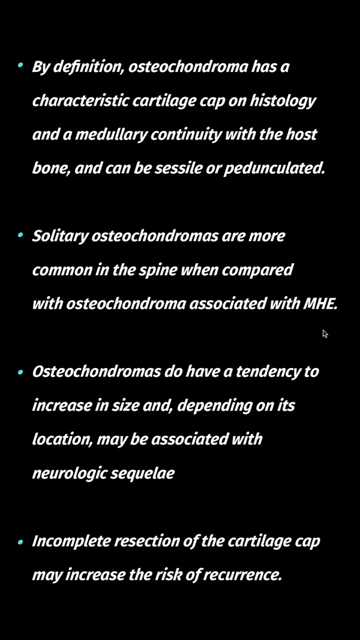 • By definition, osteochondroma has a
characteristic cartilage cap on histology
and a medullary continuity with the host
bone, and can be sessile or pedunculated.
• Solitary osteochondromas are more
common in the spine when compared
with osteochondroma associated with MHE.
• Osteochondromas do have a tendency to
increase in size and, depending on its
location, may be associated with
neurologic sequelae
• Incomplete resection of the cartilage cap
may increase the risk of recurrence.